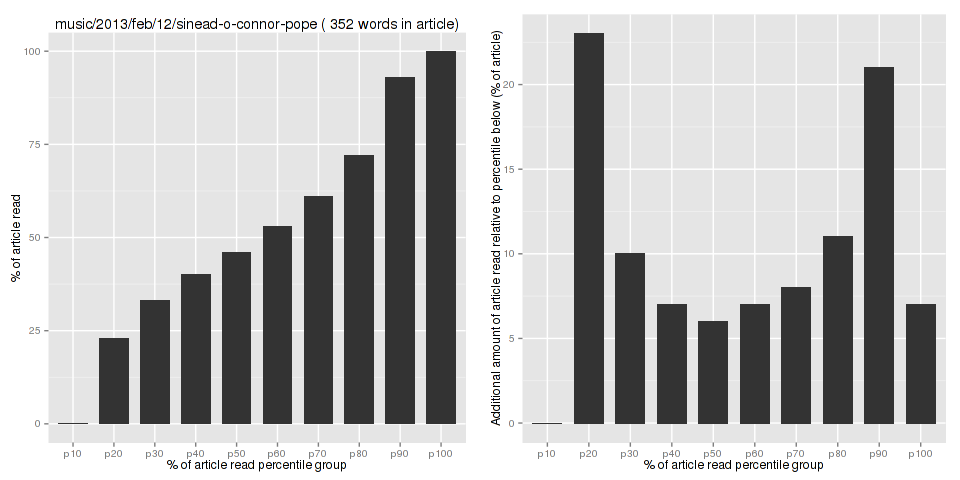 music/2013/feb/12/sinead-o-connor-pope ( 352 words in article)
% of article read
100
75
50
25
0
p10 p20 p30 p40 p50 p60 p70 p80 p90 p100
% of article read percentile group
Additional amount of article read relative to percentile below (% of article)
20
15
10
5
0
p10 p20 p30 p40 p50 p60 p70 p80 p90 p100
% of article read percentile group